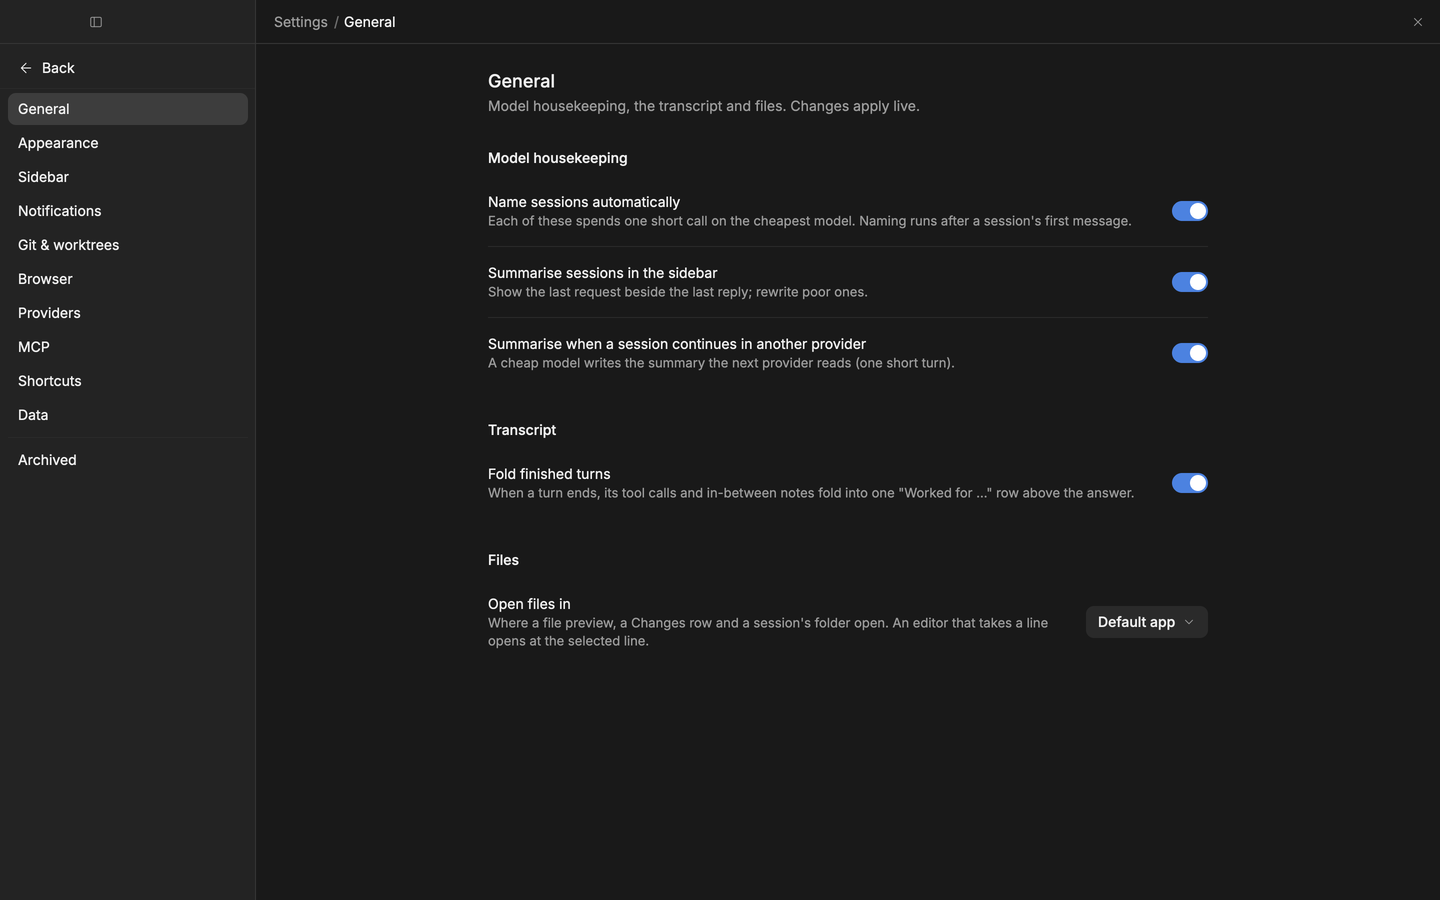 Settings / General
Back
General
Appearance
Sidebar
Notifications
Git & worktrees
Browser
Providers
MCP
Shortcuts
Data
Archived
General
Model housekeeping, the transcript and files. Changes apply live.
Model housekeeping
Name sessions automatically
Each of these spends one short call on the cheapest model. Naming runs after a session's first message.
Summarise sessions in the sidebar
Show the last request beside the last reply; rewrite poor ones.
Summarise when a session continues in another provider
A cheap model writes the summary the next provider reads (one short turn).
Transcript
Fold finished turns
When a turn ends, its tool calls and in-between notes fold into one "Worked for ..." row above the answer.
Files
Open files in
Where a file preview, a Changes row and a session's folder open. An editor that takes a line
opens at the selected line.
Default app